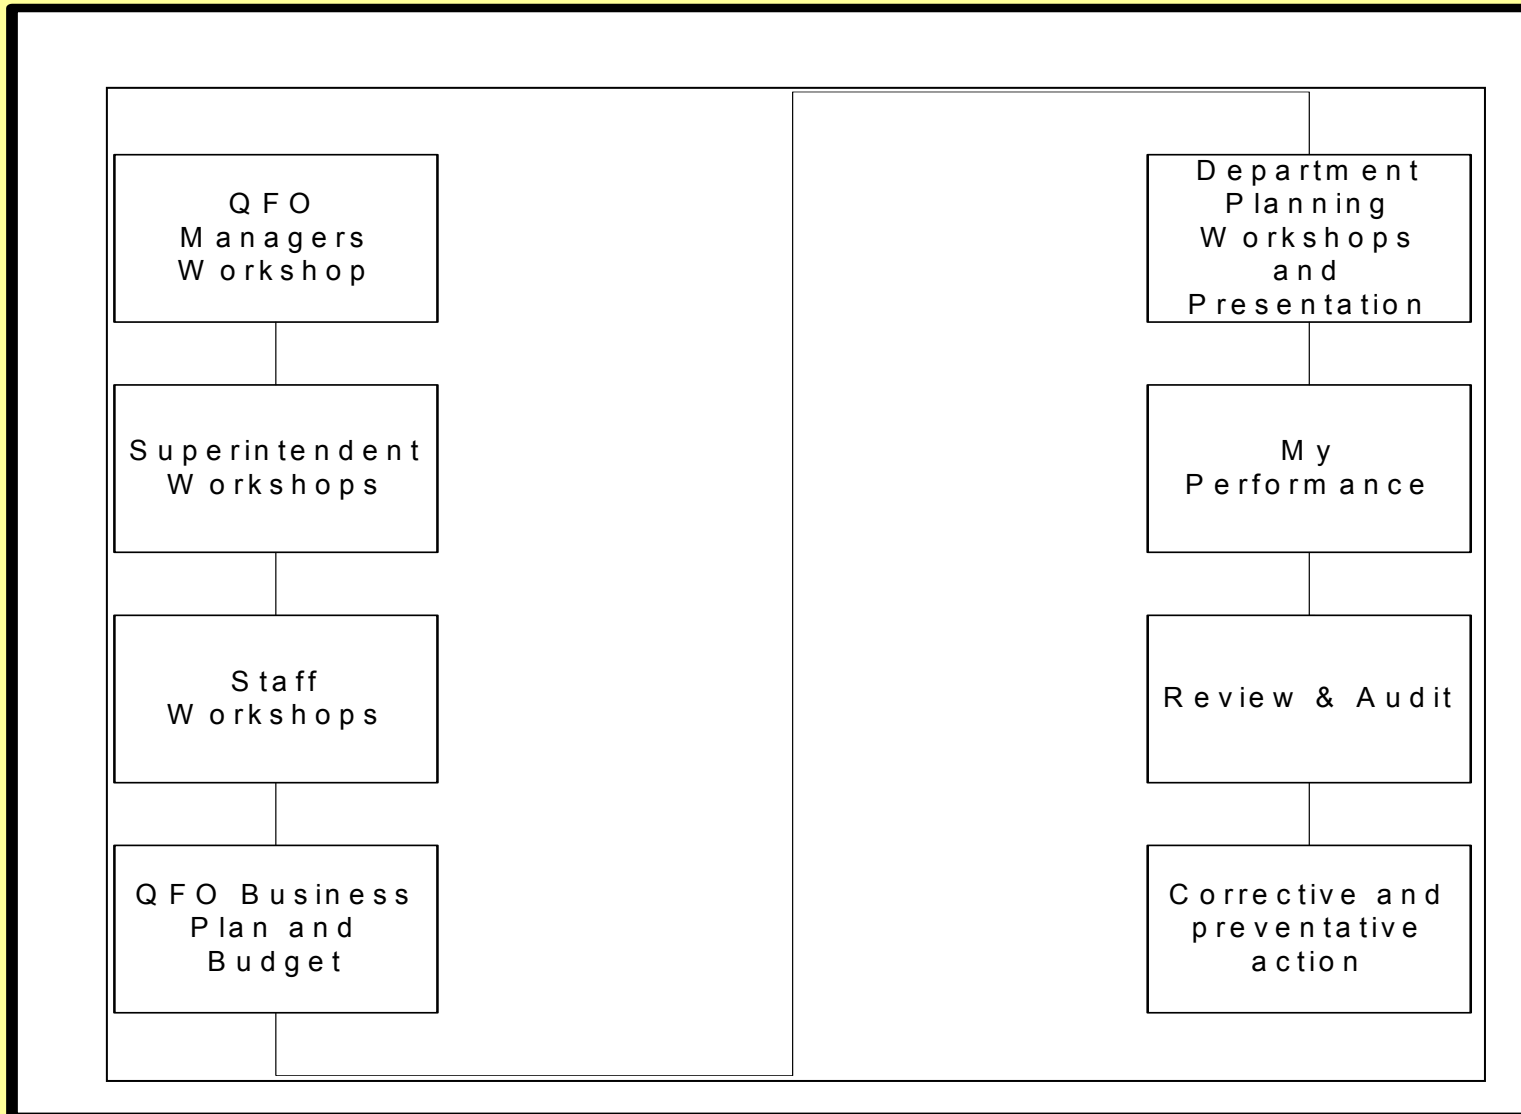 QFO
Managers
Workshop
Superintendent
Workshops
Staff
Workshops
QFO Business
Plan and
Budget
Department
Planning
Workshops
and
Presentation
My
Performance
Review & Audit
Corrective and
preventative
action